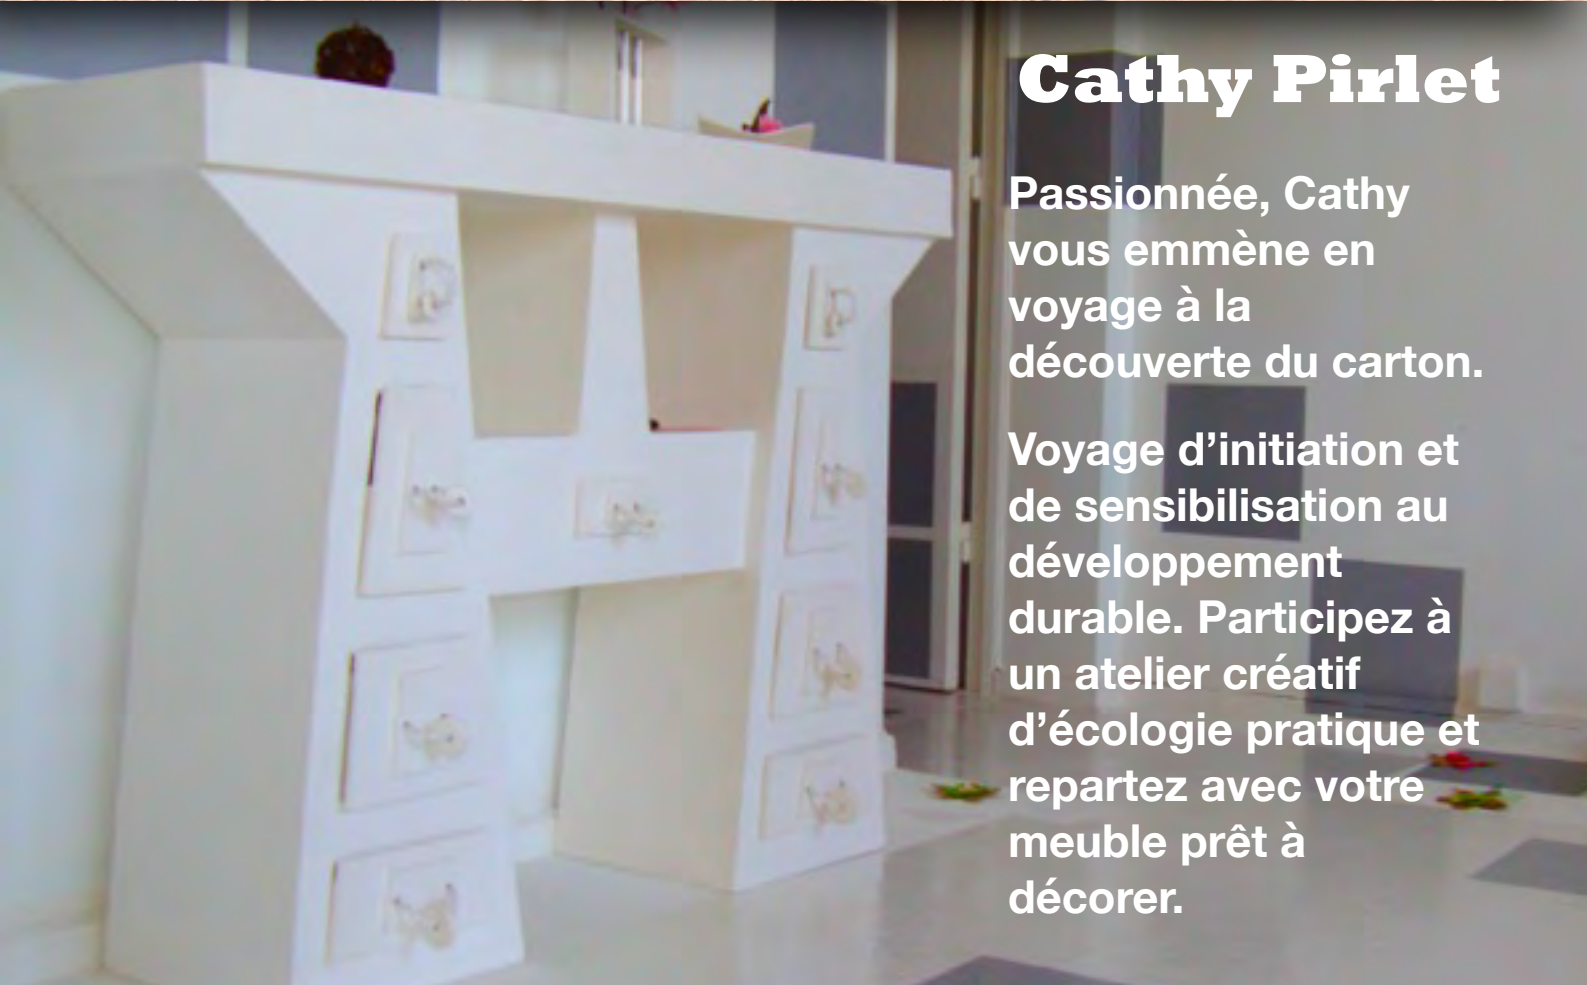 Cathy Pirlet
Passionnée, Cathy
vous emmène en
voyage à la
découverte du carton.
Voyage d’initiation et
de sensibilisation au
développement
durable. Participez à
un atelier créatif
d’écologie pratique et
repartez avec votre
meuble prêt à
décorer.